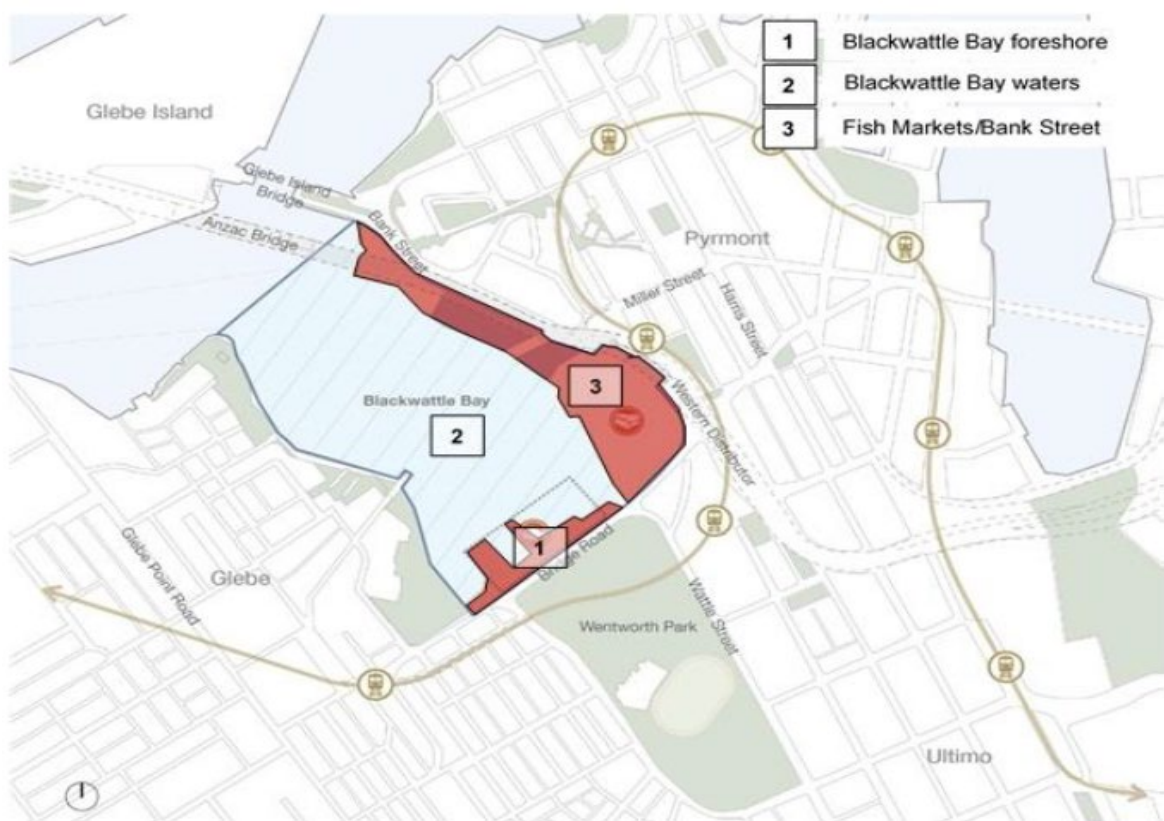 1 Blackwattle Bay foreshore
2 Blackwattle Bay waters
3 Fish Markets/Bank Street
Glebe Island
Glebe Island
Bridge
Anzac Bridge
Bank Street
Pyrmont
Miller Street
Harris Street
3
Blackwattle Bay
2
Western Distributor
1
Bridge Road
Glebe Point Road
Glebe
Wattle Street
Wentworth Park
Ultimo